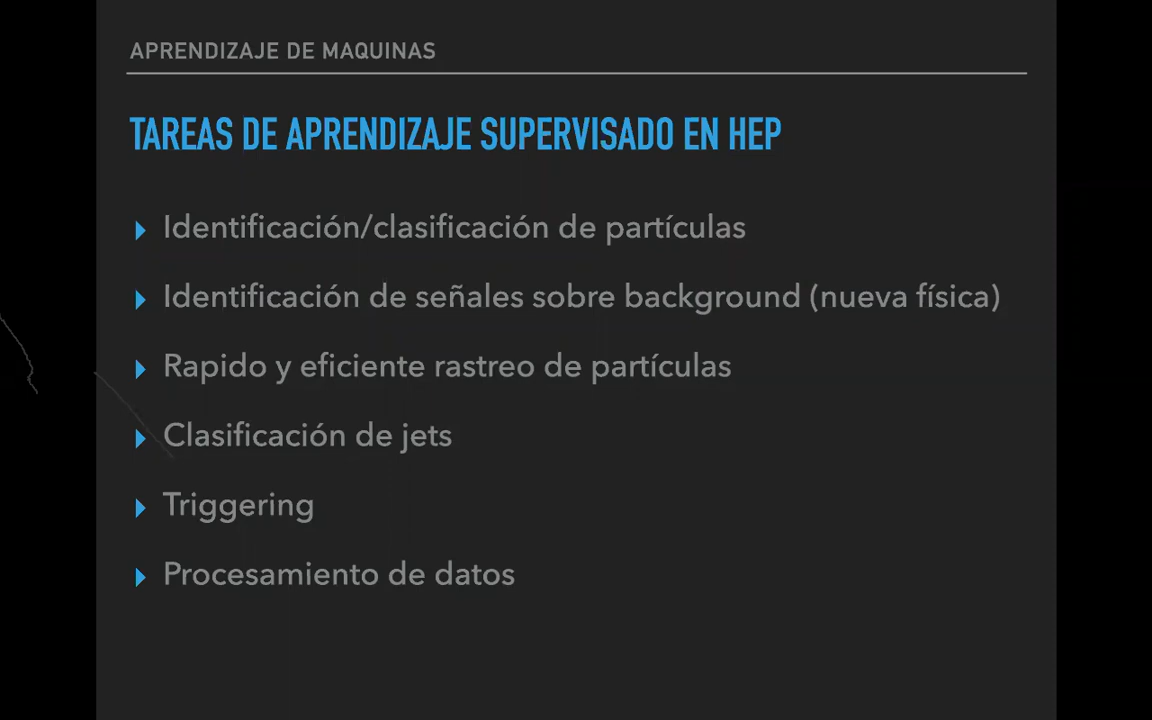 APRENDIZAJE DE MAQUINAS
TAREAS DE APRENDIZAJE SUPERVISADO EN HEP
Identificación/clasificación de partículas
Identificación de señales sobre background (nueva física)
Rapido y eficiente rastreo de partículas
Clasificación de jets
Triggering
Procesamiento de datos